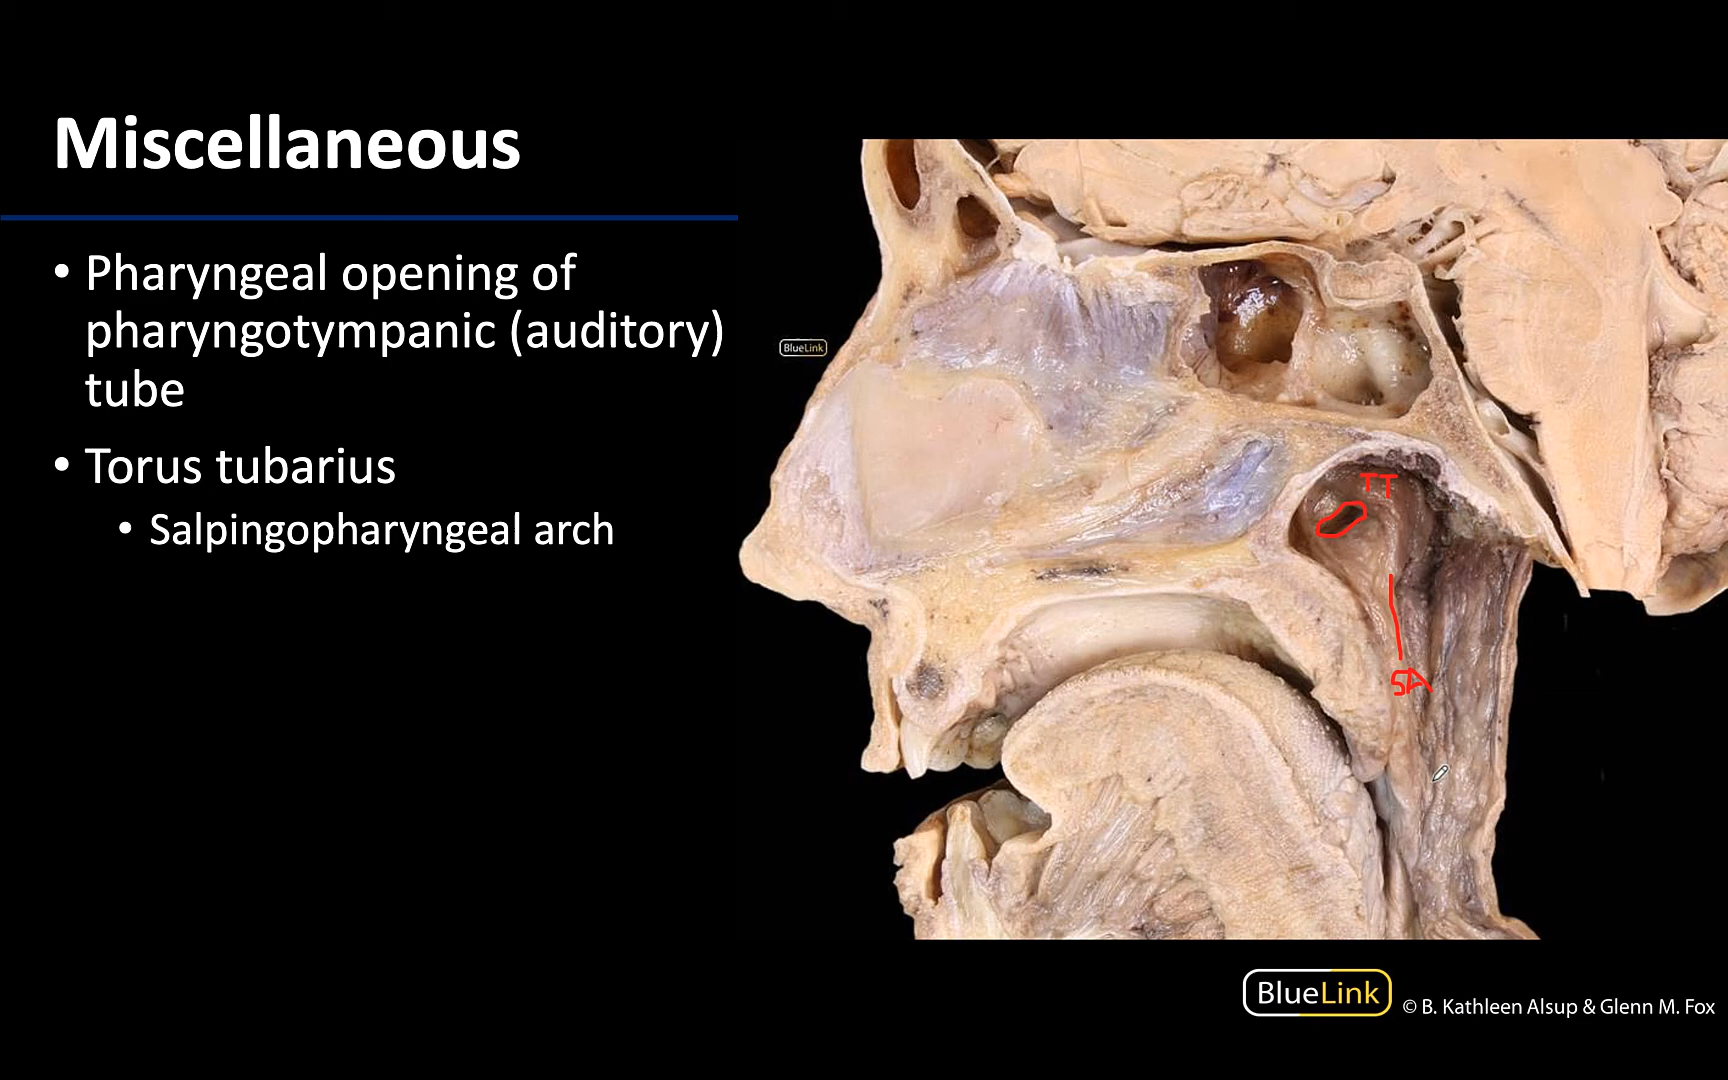 Miscellaneous
• Pharyngeal opening of
pharyngotympanic (auditory)
tube
• Torus tubarius
• Salpingopharyngeal arch
BlueLink
TT
SA
BlueLink
© B. Kathleen Alsup & Glenn M. Fox